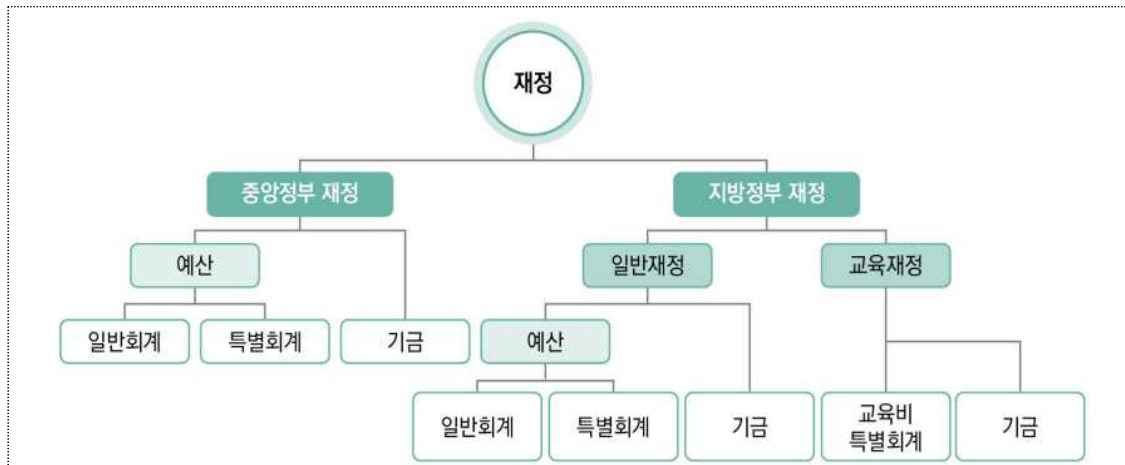 재정
중앙정부 재정
지방정부 재정
예산
일반재정
교육재정
일반회계
특별회계
기금
예산
일반회계
특별회계
기금
교육비
특별회계
기금